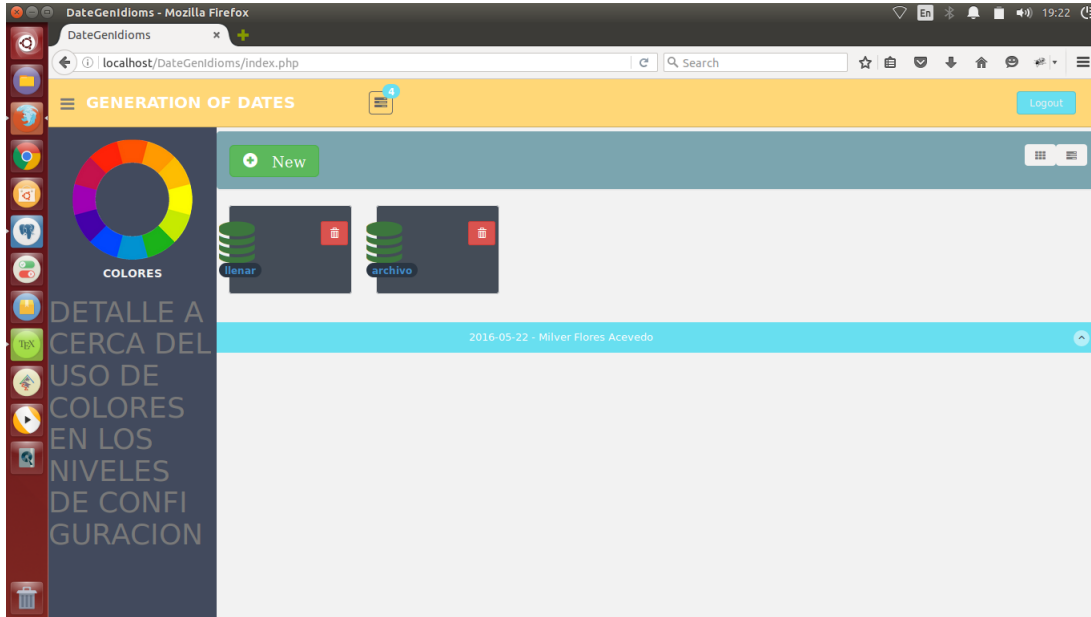 DateGenIdioms - Mozilla Firefox
En
19:22
DateGenIdioms
localhost/DateGenIdioms/index.php
Search
GENERATION OF DATES
4
Logout
New
COLORES
llenar
archivo
DETALLE A
CERCA DEL
USO DE
COLORES
EN LOS
NIVELES
DE CONFI
GURACION
2016-05-22 - Milver Flores Acevedo
TEX